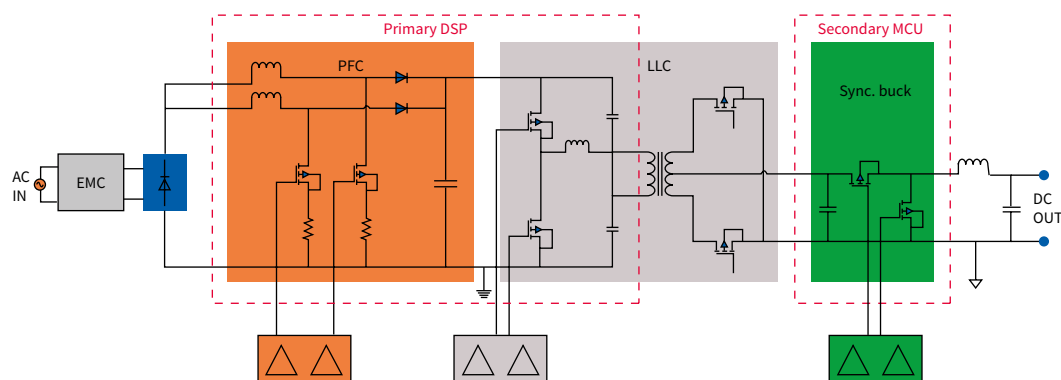 Primary DSP
Secondary MCU
PFC
LLC
Sync. buck
AC
IN
EMC
DC
OUT